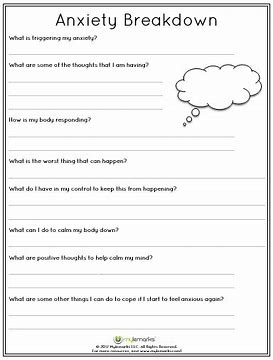 Anxiety Breakdown
What is triggering my anxiety?
What are some of the thoughts that I am having?
How is my body responding?
What is the worst thing that can happen?
What do I have in my control to keep this from happening?
What can I do to calm my body down?
What are positive thoughts to help calm my mind?
What are some other things I can do to cope if I start to feel anxious again?
mylemarks
© 2017 Mylemarks LLC. All Rights Reserved.
For more resources, visit www.mylemarks.com!